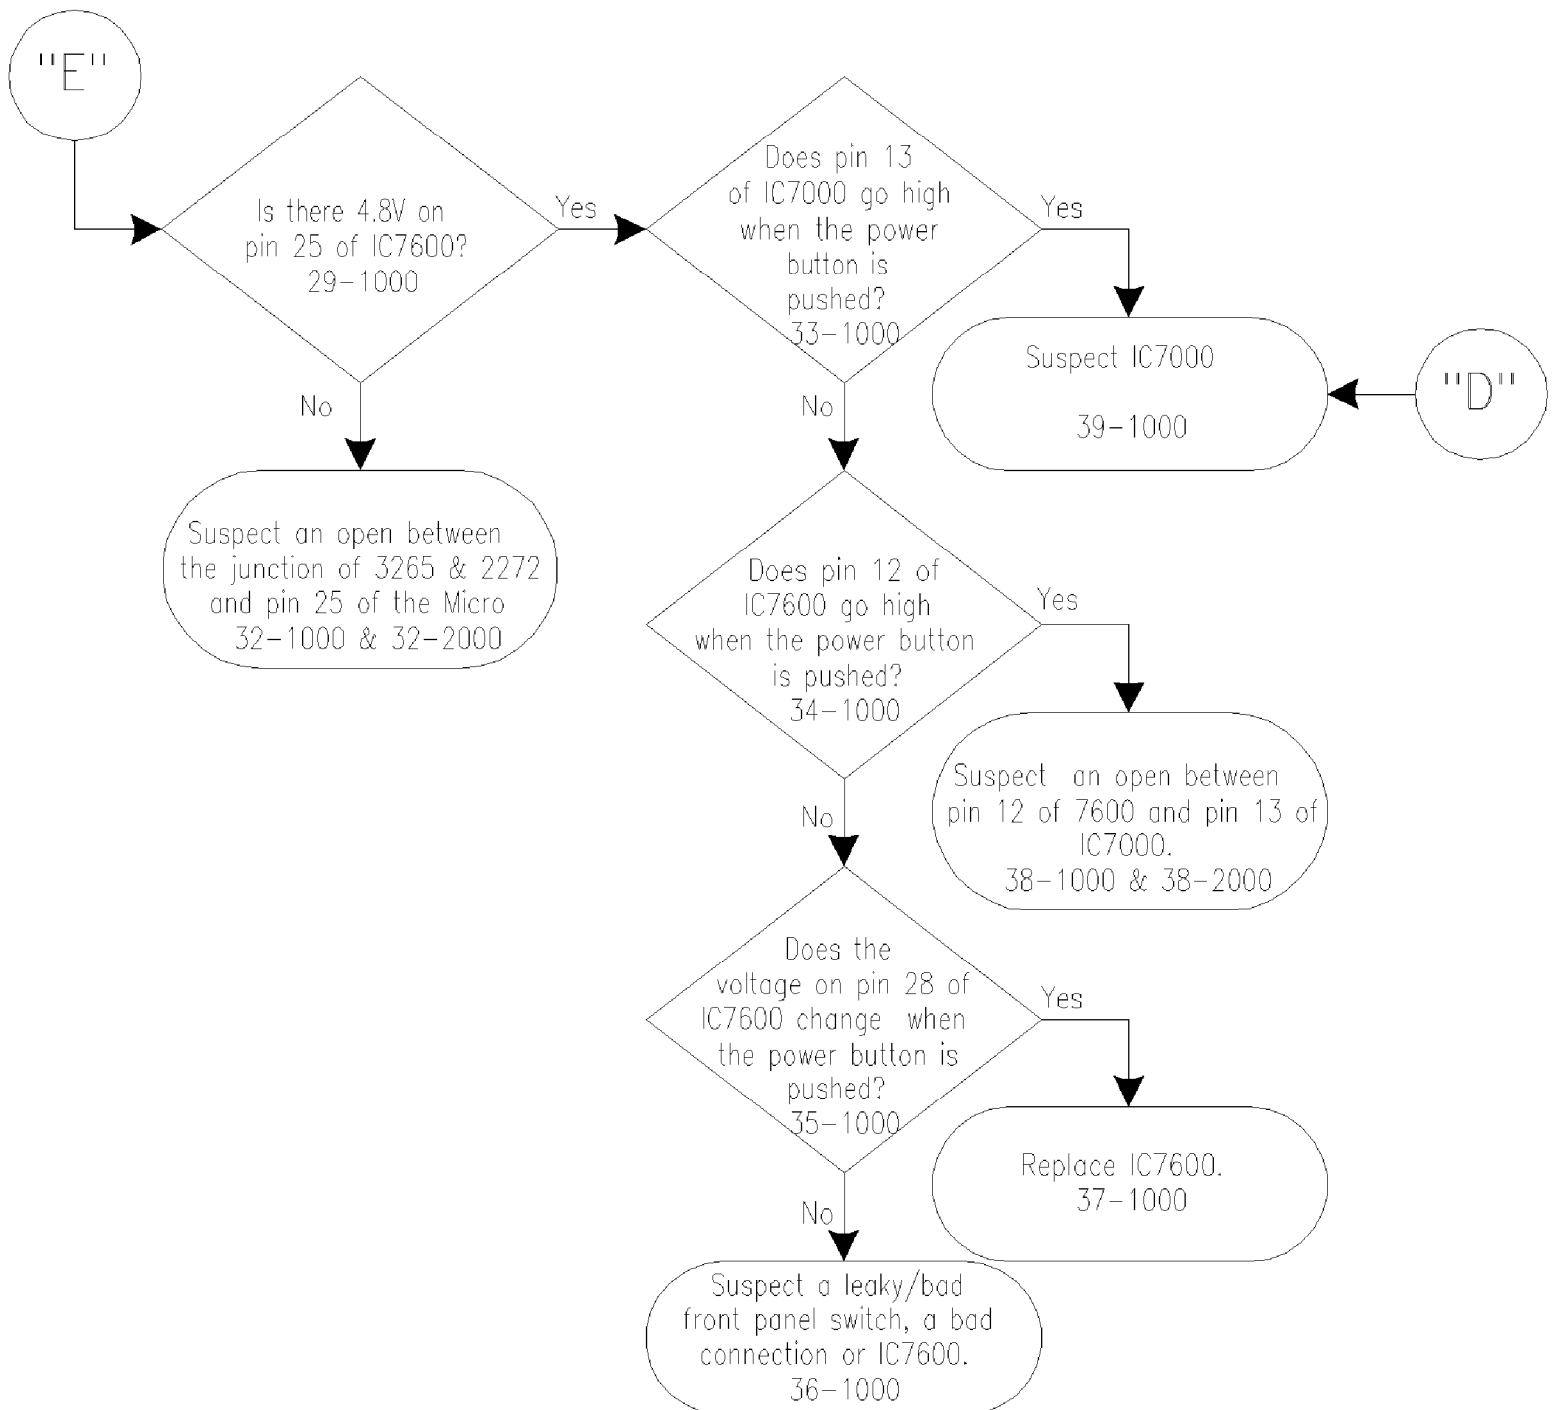 "E"
Is there 4.8V on
pin 25 of IC7600?
29-1000
Yes
No
Suspect an open between
the junction of 3265 & 2272
and pin 25 of the Micro
32-1000 & 32-2000
Does pin 13
of IC7000 go high
when the power
button is
pushed?
33-1000
Yes
No
Suspect IC7000
39-1000
"D"
Does pin 12 of
IC7600 go high
when the power button
is pushed?
34-1000
Yes
No
Suspect an open between
pin 12 of 7600 and pin 13 of
IC7000.
38-1000 & 38-2000
Does the
voltage on pin 28 of
IC7600 change when
the power button is
pushed?
35-1000
Yes
No
Replace IC7600.
37-1000
Suspect a leaky/bad
front panel switch, a bad
connection or IC7600.
36-1000